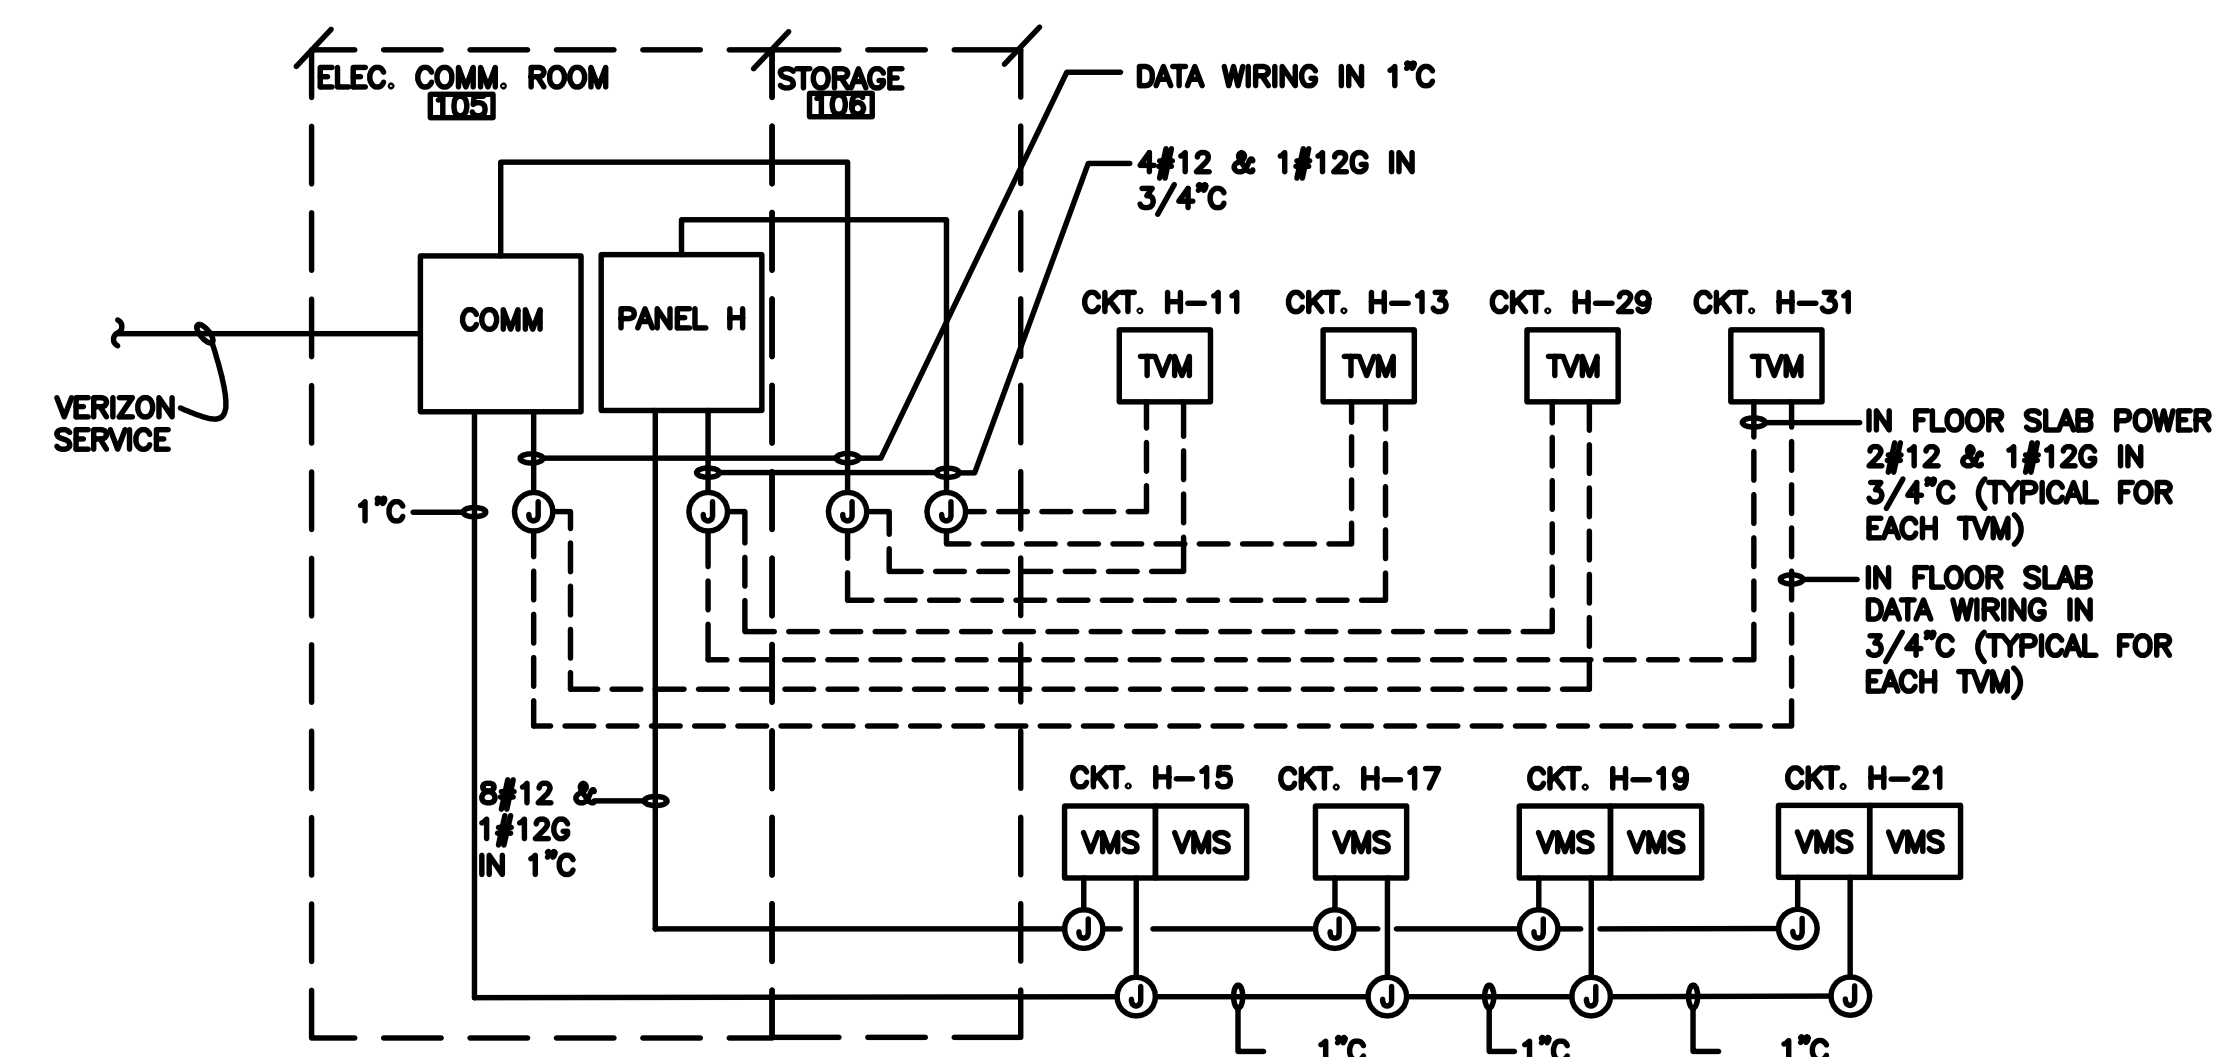 ELEC. COMM. ROOM
105
STORAGE
106
DATA WIRING IN 1"C
4#12 & 1#12G IN
3/4"C
COMM
PANEL H
VERIZON
SERVICE
CKT. H-11
CKT. H-13
CKT. H-29
CKT. H-31
TVM
TVM
TVM
TVM
IN FLOOR SLAB POWER
2#12 & 1#12G IN
3/4"C (TYPICAL FOR
EACH TVM)
1"C
J
J
J
J
IN FLOOR SLAB
DATA WIRING IN
3/4"C (TYPICAL FOR
EACH TVM)
8#12 &
1#12G
IN 1"C
CKT. H-15
CKT. H-17
CKT. H-19
CKT. H-21
VMS VMS
VMS
VMS VMS
VMS VMS
J
J
J
J
J
J
J
J
1"C
1"C
1"C